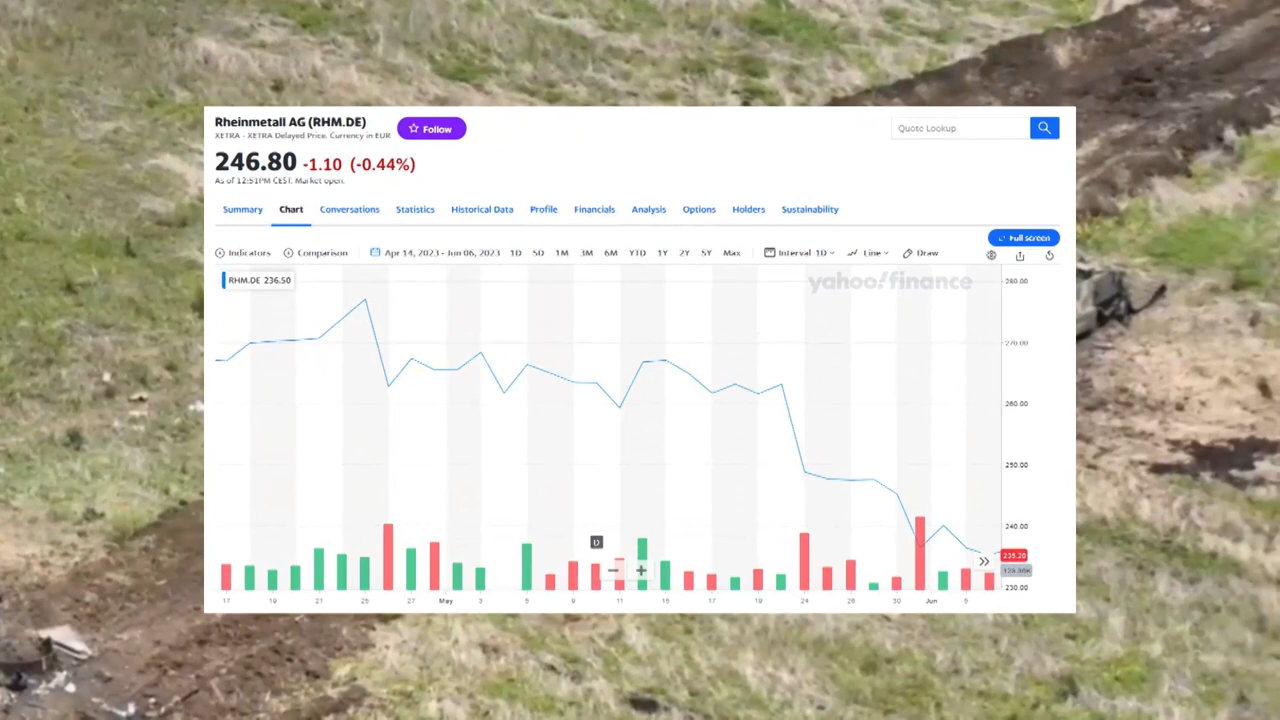 Rheinmetall AG (RHM.DE)
Follow
XETRA - XETRA Delayed Price. Currency in EUR
Quote Lookup
246.80 -1.10 (-0.44%)
As of 12:51PM CEST. Market open.
Summary Chart Conversations Statistics Historical Data Profile Financials Analysis Options Holders Sustainability
Full screen
Indicators Comparison Apr 14, 2023 - Jun 06, 2023 1D 5D 1M 3M 6M YTD 1Y 2Y 5Y Max Interval 1D Line Draw
RHM.DE 236.50
yahoo!finance
280.00
270.00
260.00
250.00
240.00
D
235.20
230.00
17 19 21 25 27 May 3 5 9 11 15 17 19 24 26 30 Jun 5